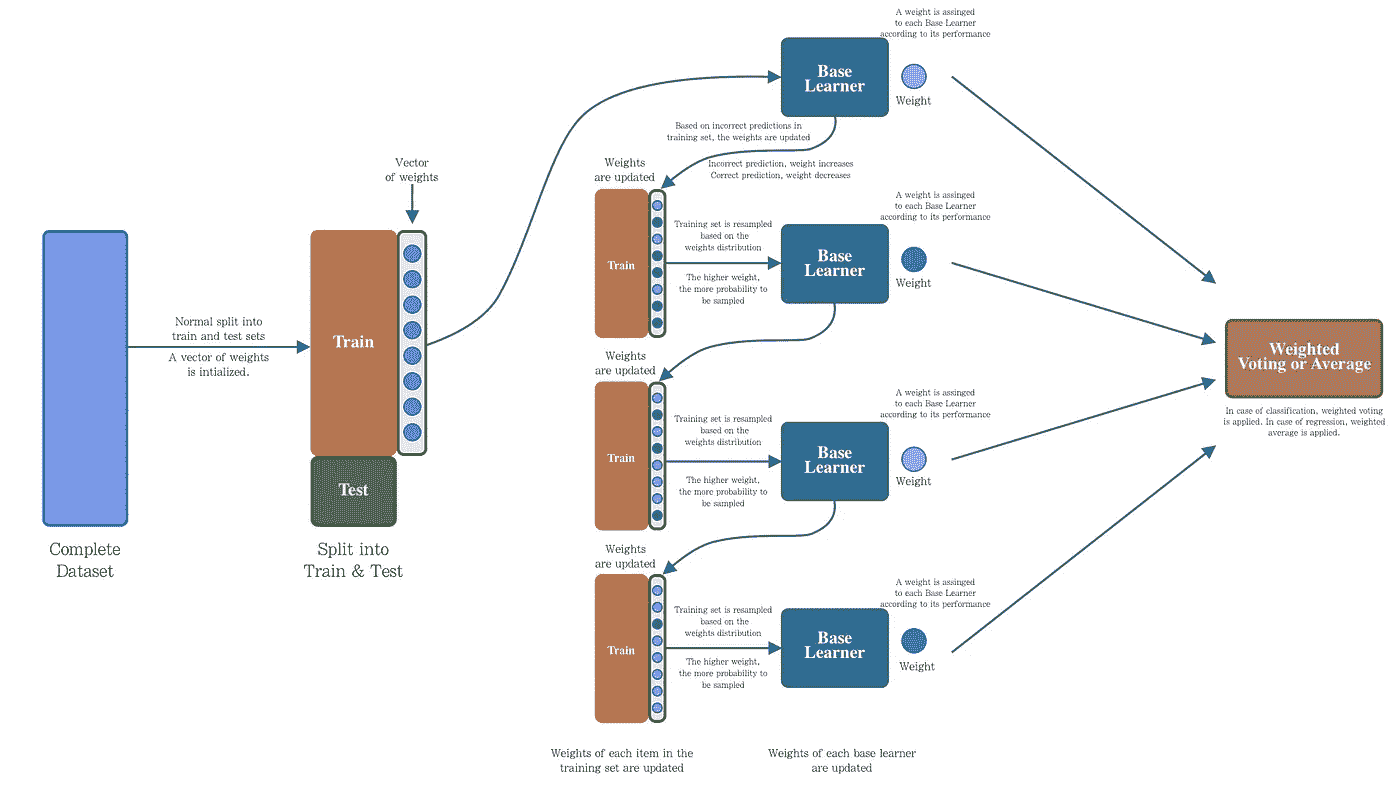 A weight is assinged
to each Base Learner
according to its performance
Base
Learner
Weight
Based on incorrect predictions in
training set, the weights are updated
Incorrect prediction, weight increases
Correct prediction, weight decreases
Vector
of weights
Weights
are updated
Train
Training set is resampled
based on the
weights distribution
The higher weight,
the more probability to
be sampled
A weight is assinged
to each Base Learner
according to its performance
Base
Learner
Weight
Normal split into
train and test sets
A vector of weights
is intialized.
Train
Test
Complete
Dataset
Split into
Train & Test
Weights
are updated
Train
Training set is resampled
based on the
weights distribution
The higher weight,
the more probability to
be sampled
A weight is assinged
to each Base Learner
according to its performance
Base
Learner
Weight
Weighted
Voting or Average
In case of classification, weighted voting
is applied. In case of regression, weighted
average is applied.
Weights
are updated
Train
Training set is resampled
based on the
weights distribution
The higher weight,
the more probability to
be sampled
A weight is assinged
to each Base Learner
according to its performance
Base
Learner
Weight
Weights of each item in the
training set are updated
Weights of each base learner
are updated